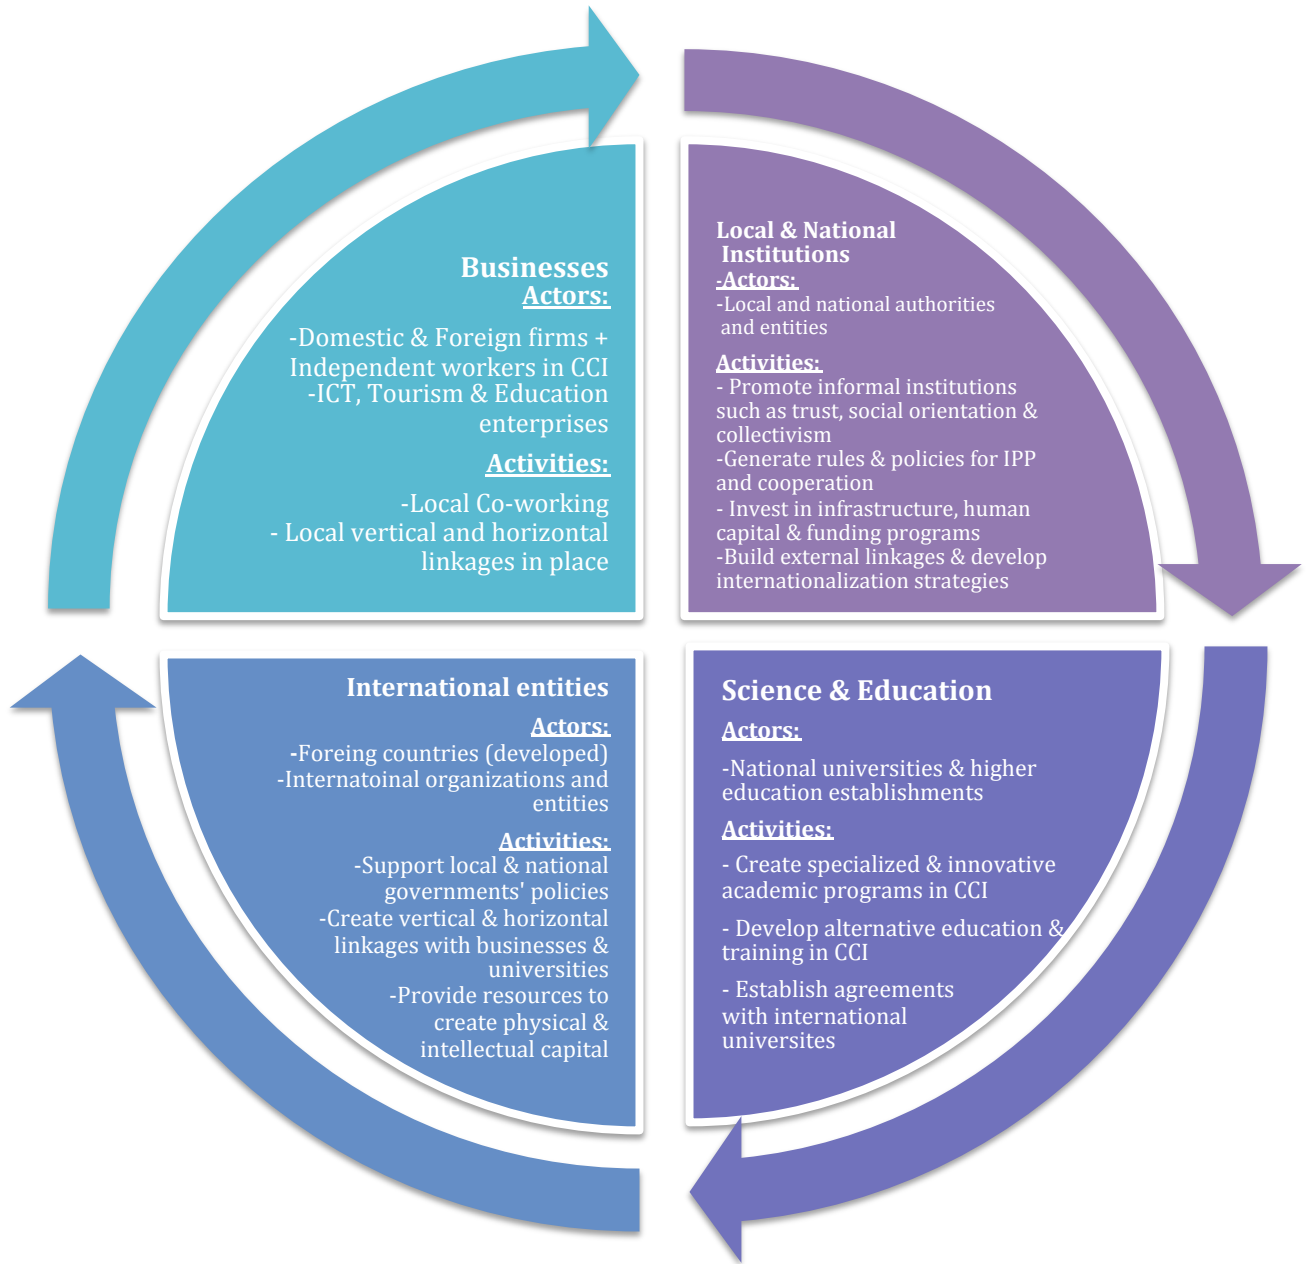 Businesses
Actors:
-Domestic & Foreign firms +
Independent workers in CCI
-ICT, Tourism & Education
enterprises
Activities:
-Local Co-working
- Local vertical and horizontal
linkages in place
Local & National
Institutions
-Actors:
-Local and national authorities
and entities
Activities:
- Promote informal institutions
such as trust, social orientation &
collectivism
-Generate rules & policies for IPP
and cooperation
- Invest in infrastructure, human
capital & funding programs
-Build external linkages & develop
internationalization strategies
International entities
Actors:
-Foreing countries (developed)
-Internatoinal organizations and
entities
Activities:
-Support local & national
governments' policies
-Create vertical & horizontal
linkages with businesses &
universities
-Provide resources to
create physical &
intellectual capital
Science & Education
Actors:
-National universities & higher
education establishments
Activities:
- Create specialized & innovative
academic programs in CCI
- Develop alternative education &
training in CCI
- Establish agreements
with international
universites